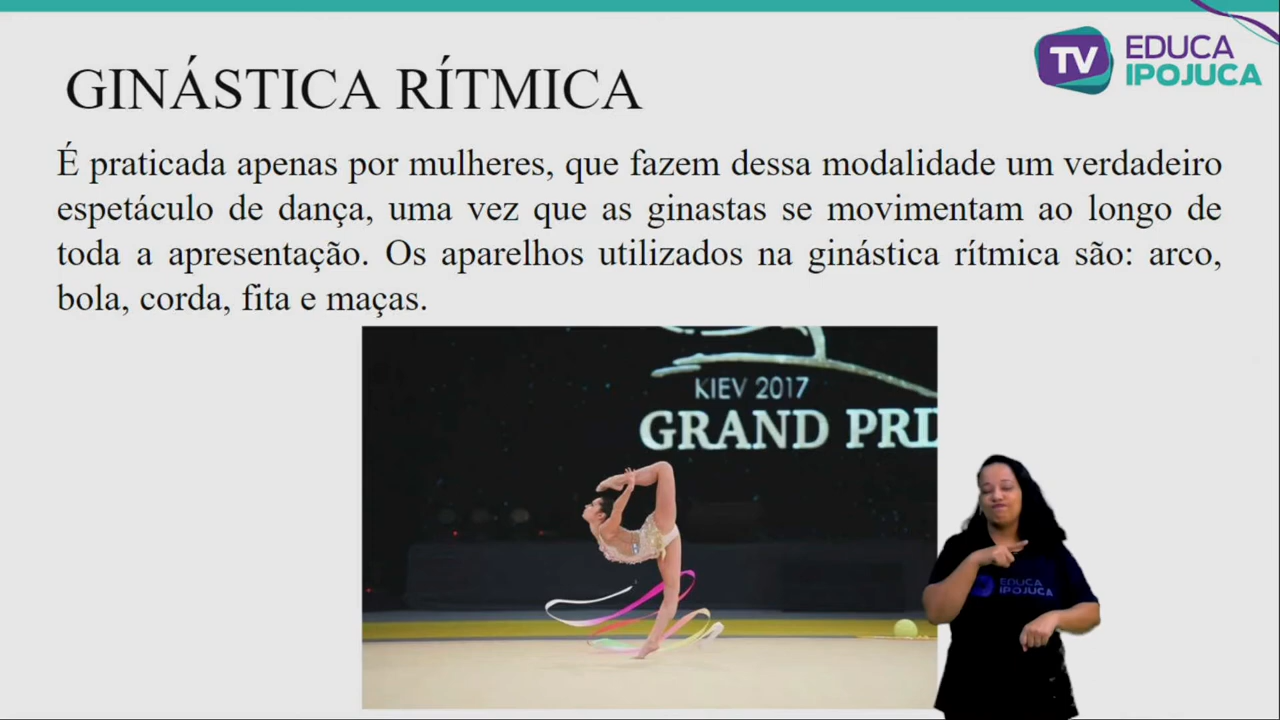 TV EDUCA
IPOJUCA
GINÁSTICA RÍTMICA
É praticada apenas por mulheres, que fazem dessa modalidade um verdadeiro
espetáculo de dança, uma vez que as ginastas se movimentam ao longo de
toda a apresentação. Os aparelhos utilizados na ginástica rítmica são: arco,
bola, corda, fita e maças.
KIEV 2017
GRAND PRI
EDUCA
IPOJUCA